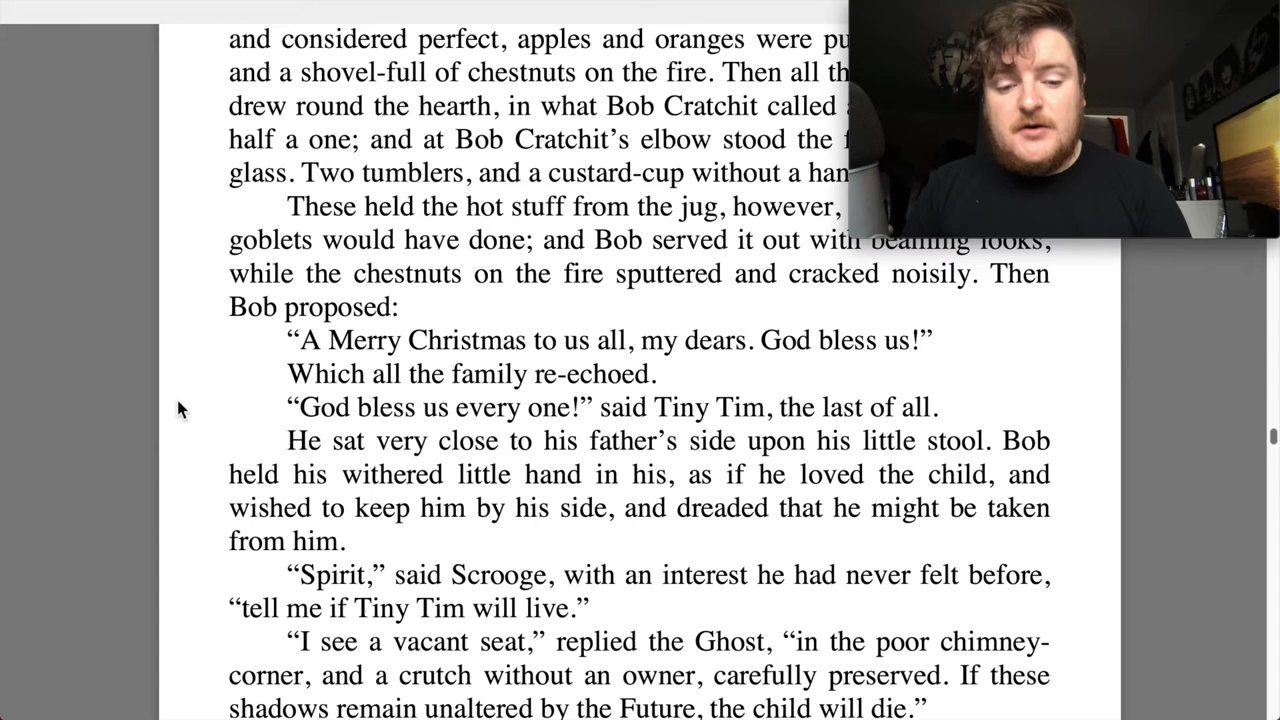 and considered perfect, apples and oranges were pu
and a shovel-full of chestnuts on the fire. Then all th
drew round the hearth, in what Bob Cratchit called
half a one; and at Bob Cratchit’s elbow stood the
glass. Two tumblers, and a custard-cup without a han
These held the hot stuff from the jug, however,
goblets would have done; and Bob served it out with beaming looks,
while the chestnuts on the fire sputtered and cracked noisily. Then
Bob proposed:
“A Merry Christmas to us all, my dears. God bless us!”
Which all the family re-echoed.
“God bless us every one!” said Tiny Tim, the last of all.
He sat very close to his father’s side upon his little stool. Bob
held his withered little hand in his, as if he loved the child, and
wished to keep him by his side, and dreaded that he might be taken
from him.
“Spirit,” said Scrooge, with an interest he had never felt before,
“tell me if Tiny Tim will live.”
“I see a vacant seat,” replied the Ghost, “in the poor chimney-
corner, and a crutch without an owner, carefully preserved. If these
shadows remain unaltered by the Future, the child will die.”